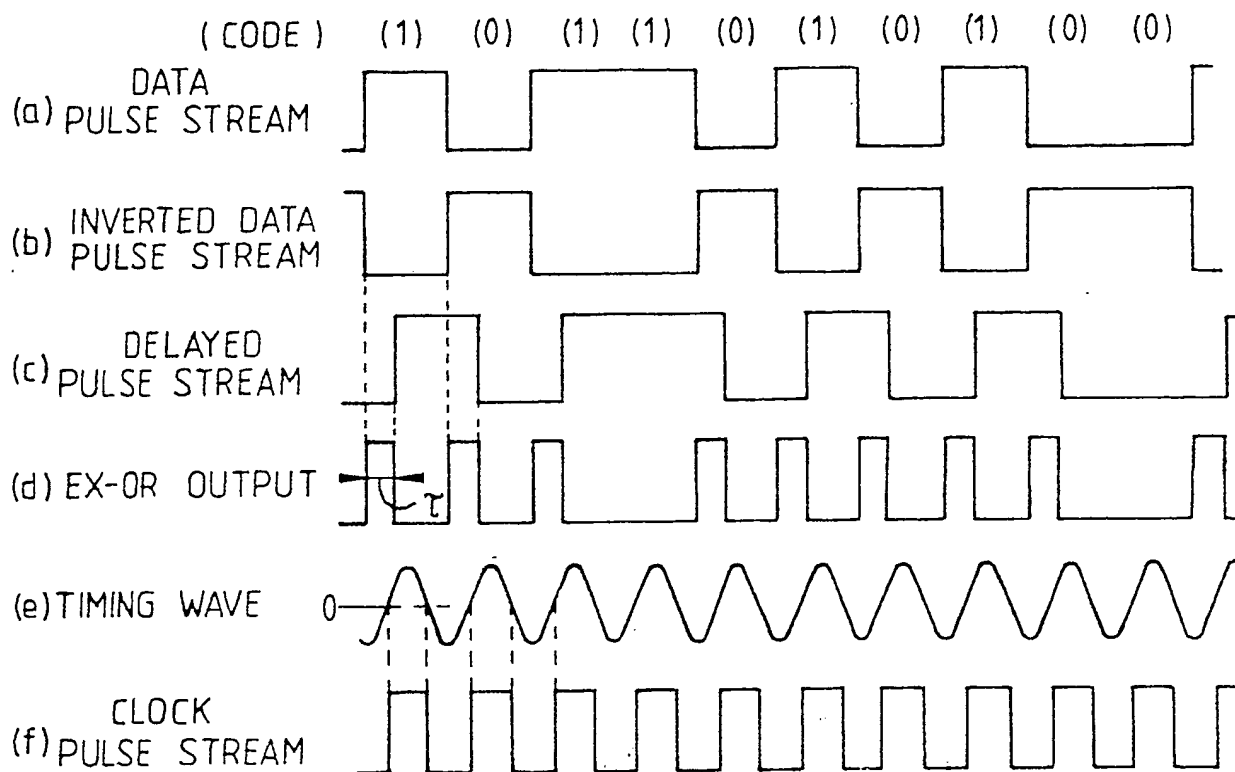 (CODE) (1) (0) (1) (1) (0) (1) (0) (1) (0) (0)
(a) DATA
PULSE STREAM
(b) INVERTED DATA
PULSE STREAM
(c) DELAYED
PULSE STREAM
(d) EX-OR OUTPUT
τ
(e) TIMING WAVE 0
(f) CLOCK
PULSE STREAM